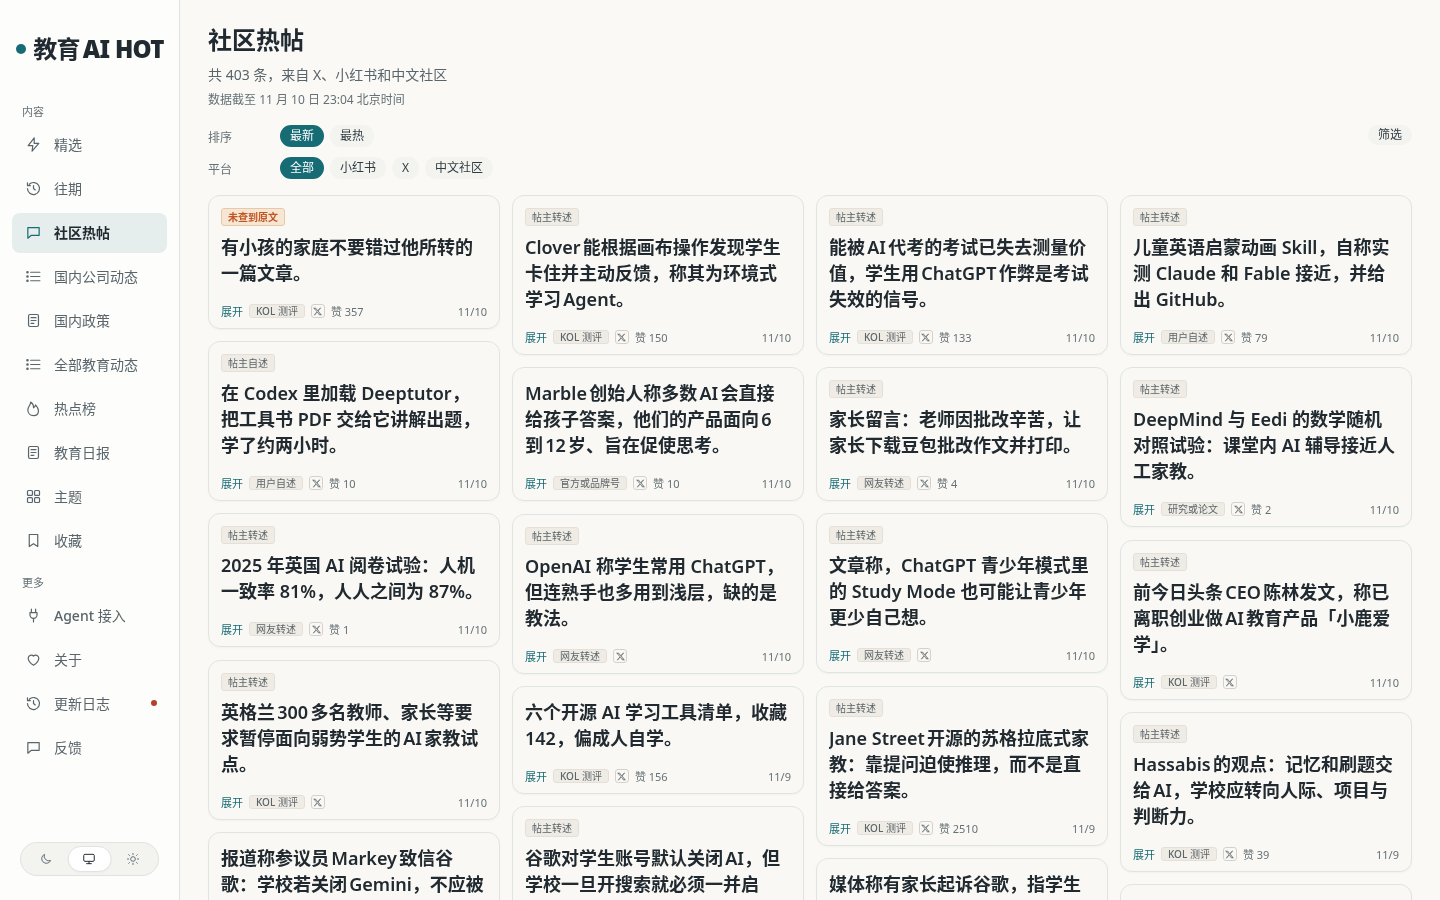 教育 AI HOT
内容
精选
往期
社区热帖
国内公司动态
国内政策
全部教育动态
热点榜
教育日报
主题
收藏
更多
Agent 接入
关于
更新日志
反馈
社区热帖
共 403 条，来自 X、小红书和中文社区
数据截至 11 月 10 日 23:04 北京时间
排序 最新 最热 筛选
平台 全部 小红书 X 中文社区
未查到原文
有小孩的家庭不要错过他所转的
一篇文章。
展开 KOL 测评 X 赞 357 11/10
帖主自述
在 Codex 里加载 Deeptutor，
把工具书 PDF 交给它讲解出题，
学了约两小时。
展开 用户自述 X 赞 10 11/10
帖主转述
2025 年英国 AI 阅卷试验：人机
一致率 81%，人人之间为 87%。
展开 网友转述 X 赞 1 11/10
帖主转述
英格兰 300 多名教师、家长等要
求暂停面向弱势学生的 AI 家教试
点。
展开 KOL 测评 X 11/10
报道称参议员 Markey 致信谷
歌：学校若关闭 Gemini，不应被
帖主转述
Clover 能根据画布操作发现学生
卡住并主动反馈，称其为环境式
学习 Agent。
展开 KOL 测评 X 赞 150 11/10
Marble 创始人称多数 AI 会直接
给孩子答案，他们的产品面向 6
到 12 岁、旨在促使思考。
展开 官方或品牌号 X 赞 10 11/10
帖主转述
OpenAI 称学生常用 ChatGPT，
但连熟手也多用到浅层，缺的是
教法。
展开 网友转述 X 11/10
六个开源 AI 学习工具清单，收藏
142，偏成人自学。
展开 KOL 测评 X 赞 156 11/9
帖主转述
谷歌对学生账号默认关闭 AI，但
学校一旦开搜索就必须一并启
帖主转述
能被 AI 代考的考试已失去测量价
值，学生用 ChatGPT 作弊是考试
失效的信号。
展开 KOL 测评 X 赞 133 11/10
帖主转述
家长留言：老师因批改辛苦，让
家长下载豆包批改作文并打印。
展开 网友转述 X 赞 4 11/10
帖主转述
文章称，ChatGPT 青少年模式里
的 Study Mode 也可能让青少年
更少自己想。
展开 网友转述 X 11/10
帖主转述
Jane Street 开源的苏格拉底式家
教：靠提问迫使推理，而不是直
接给答案。
展开 KOL 测评 X 赞 2510 11/9
媒体称有家长起诉谷歌，指学生
帖主转述
儿童英语启蒙动画 Skill，自称实
测 Claude 和 Fable 接近，并给
出 GitHub。
展开 用户自述 X 赞 79 11/10
帖主转述
DeepMind 与 Eedi 的数学随机
对照试验：课堂内 AI 辅导接近人
工家教。
展开 研究或论文 X 赞 2 11/10
帖主转述
前今日头条 CEO 陈林发文，称已
离职创业做 AI 教育产品「小鹿爱
学」。
展开 KOL 测评 X 11/10
帖主转述
Hassabis 的观点：记忆和刷题交
给 AI，学校应转向人际、项目与
判断力。
展开 KOL 测评 X 赞 39 11/9